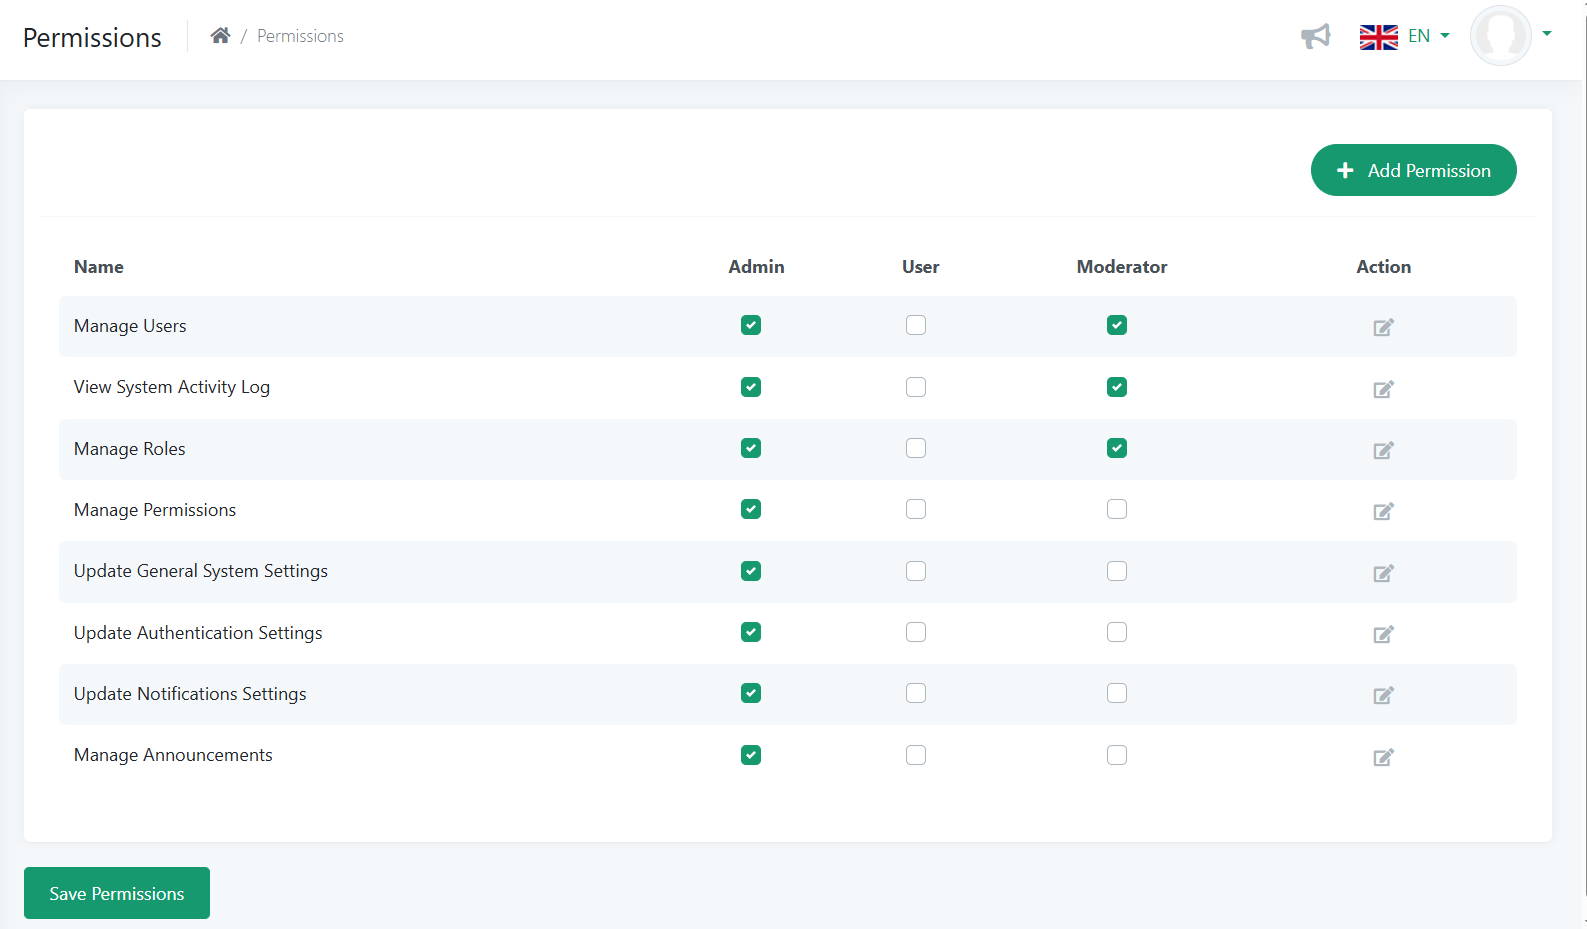 Permissions
/ Permissions
EN
Add Permission
Name Admin User Moderator Action
Manage Users
View System Activity Log
Manage Roles
Manage Permissions
Update General System Settings
Update Authentication Settings
Update Notifications Settings
Manage Announcements
Save Permissions